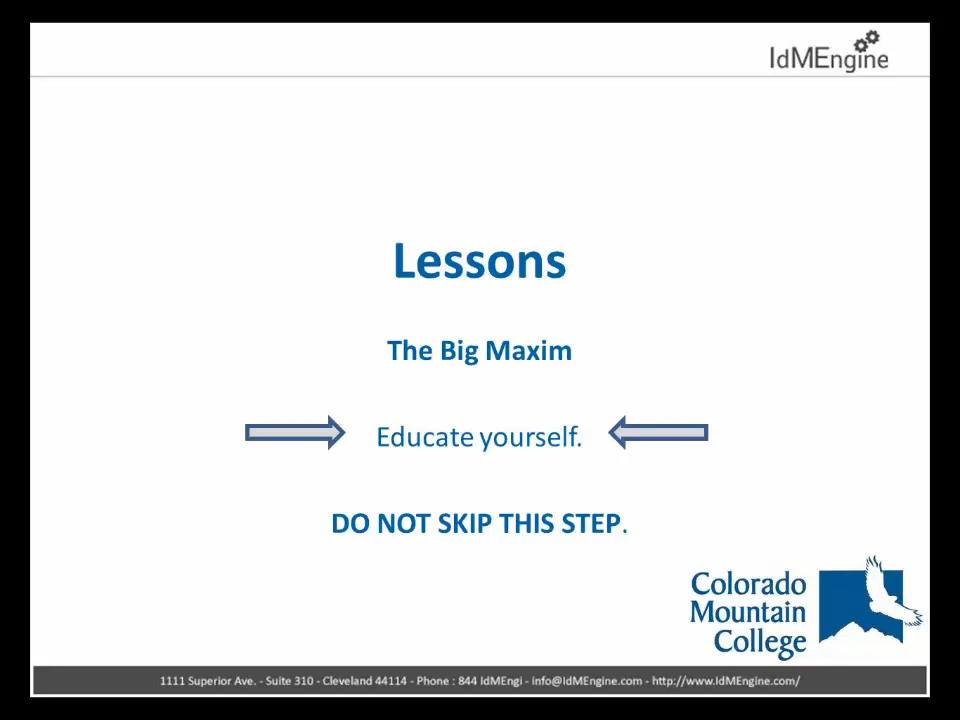 IdMEngine
Lessons
The Big Maxim
Educate yourself.
DO NOT SKIP THIS STEP.
Colorado
Mountain
College
1111 Superior Ave. - Suite 310 - Cleveland 44114 - Phone : 844 IdMEngi - info@IdMEngine.com - http://www.IdMEngine.com/